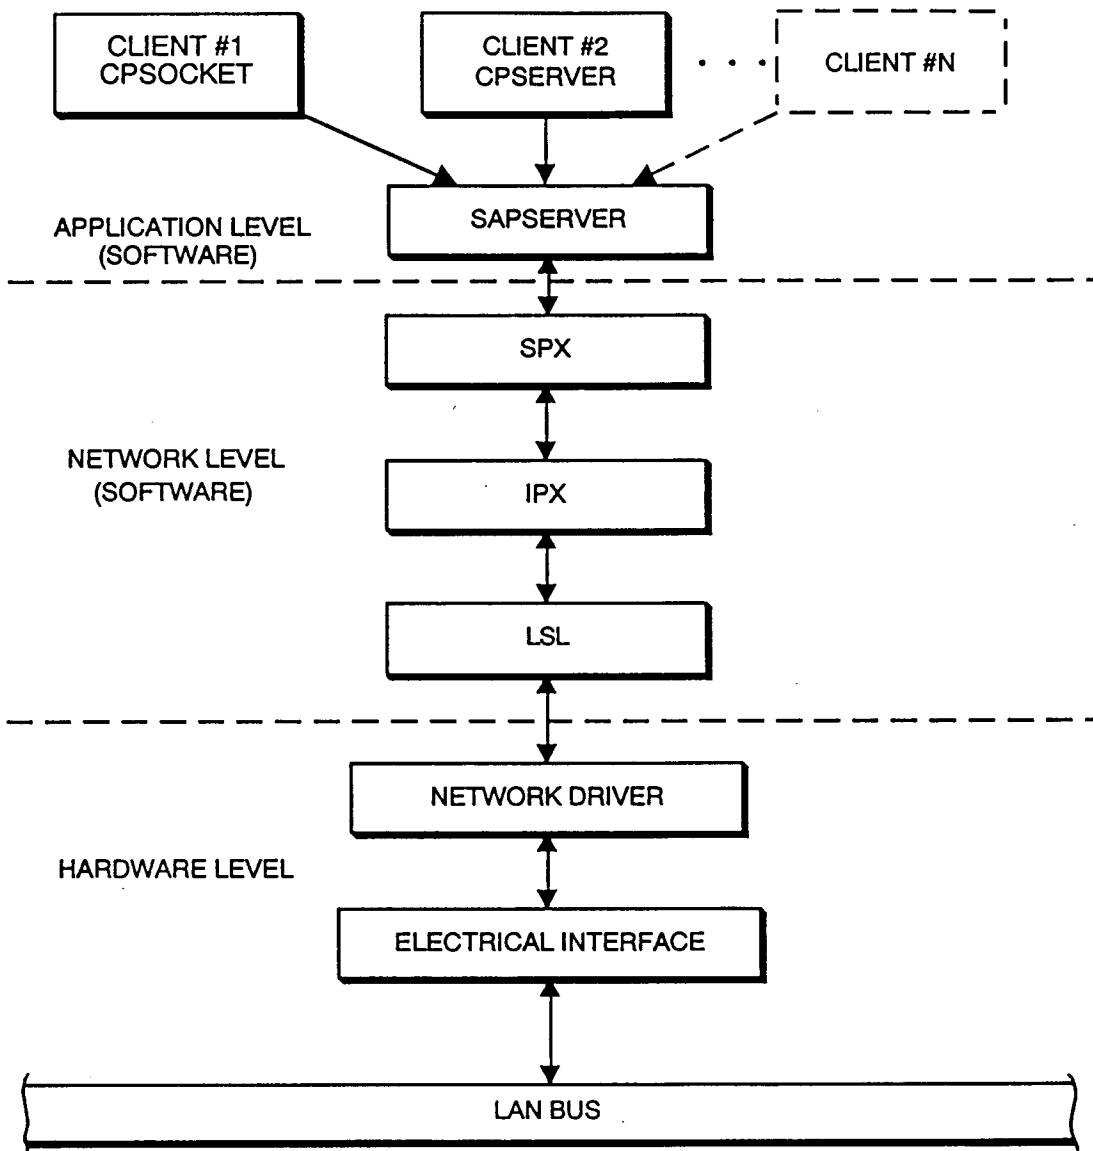 CLIENT #1
CPSOCKET
CLIENT #2
CPSERVER
CLIENT #N
SAPSERVER
APPLICATION LEVEL
(SOFTWARE)
SPX
NETWORK LEVEL
(SOFTWARE)
IPX
LSL
NETWORK DRIVER
HARDWARE LEVEL
ELECTRICAL INTERFACE
LAN BUS